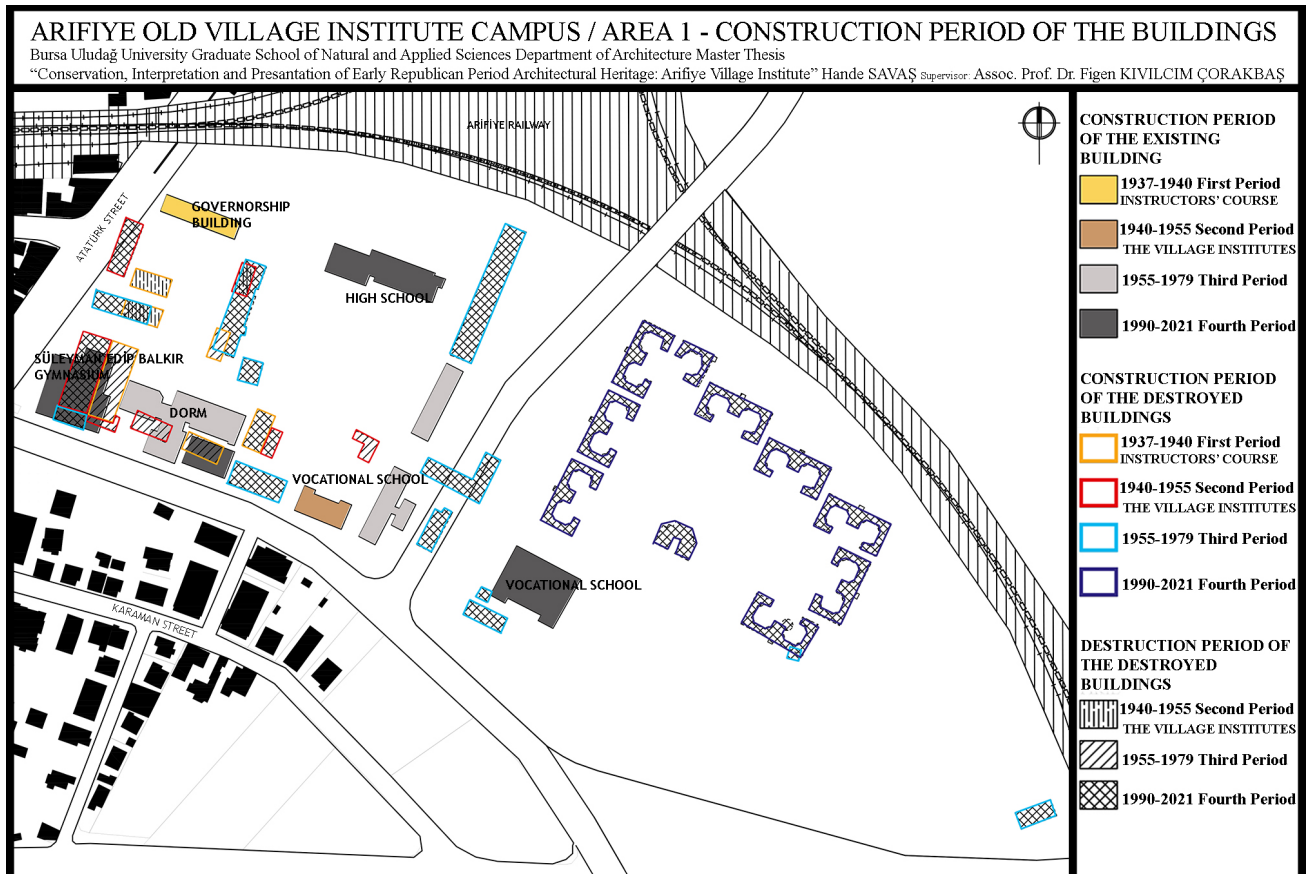 ARIFIYE OLD VILLAGE INSTITUTE CAMPUS / AREA 1 - CONSTRUCTION PERIOD OF THE BUILDINGS
Bursa Uludağ University Graduate School of Natural and Applied Sciences Department of Architecture Master Thesis
“Conservation, Interpretation and Presantation of Early Republican Period Architectural Heritage: Arifiye Village Institute” Hande SAVAŞ Supervisor: Assoc. Prof. Dr. Figen KIVILCIM ÇORAKBAŞ
ARİFİYE RAILWAY
ATATÜRK STREET
GOVERNORSHIP
BUILDING
HIGH SCHOOL
SÜLEYMAN EDİP BALKIR
GYMNASIUM
DORM
VOCATIONAL SCHOOL
VOCATIONAL SCHOOL
KARAMAN STREET
CONSTRUCTION PERIOD
OF THE EXISTING
BUILDING
1937-1940 First Period
INSTRUCTORS’ COURSE
1940-1955 Second Period
THE VILLAGE INSTITUTES
1955-1979 Third Period
1990-2021 Fourth Period
CONSTRUCTION PERIOD
OF THE DESTROYED
BUILDINGS
1937-1940 First Period
INSTRUCTORS’ COURSE
1940-1955 Second Period
THE VILLAGE INSTITUTES
1955-1979 Third Period
1990-2021 Fourth Period
DESTRUCTION PERIOD OF
THE DESTROYED
BUILDINGS
1940-1955 Second Period
THE VILLAGE INSTITUTES
1955-1979 Third Period
1990-2021 Fourth Period